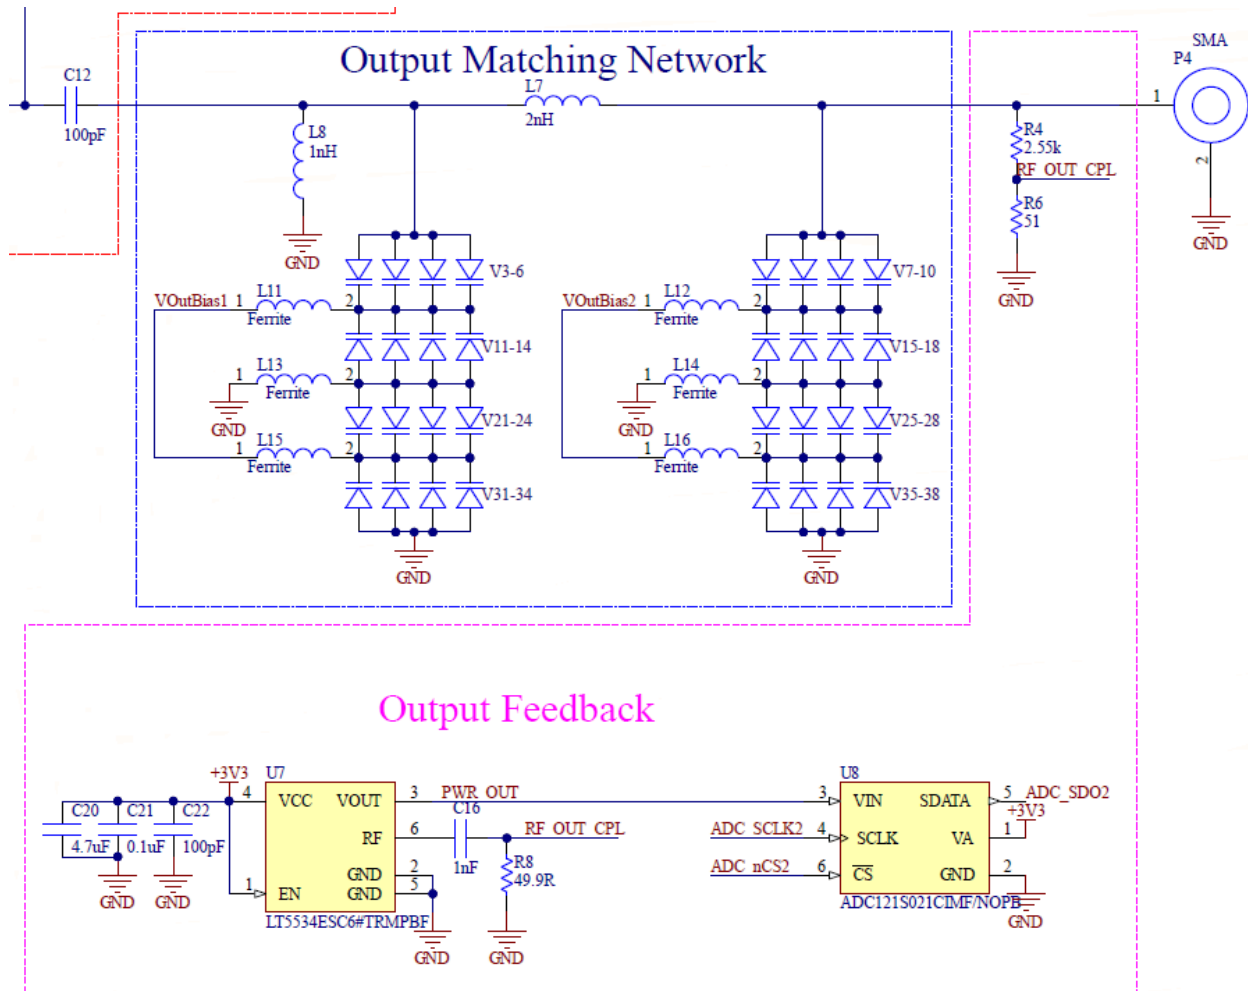 Output Matching Network
SMA
P4
C12
100pF
L7
2nH
1
2
GND
L8
1nH
GND
R4
2.55k
RF_OUT_CPL
R6
51
GND
V3-6
V7-10
VOutBias1 1 L11 2
Ferrite
VOutBias2 1 L12 2
Ferrite
V11-14
V15-18
1 L13 2
Ferrite
GND
1 L14 2
Ferrite
GND
V21-24
V25-28
1 L15 2
Ferrite
1 L16 2
Ferrite
V31-34
V35-38
GND
GND
Output Feedback
+3V3
U7
4 VCC VOUT 3 PWR_OUT
RF 6
C16
1nF
RF_OUT_CPL
R8
49.9R
GND 2
GND 5
1 EN
LT5534ESC6#TRMPBF
C20
4.7uF
C21
0.1uF
C22
100pF
GND
GND
GND
GND
U8
3 VIN SDATA 5 ADC_SDO2
+3V3
ADC_SCLK2 4 SCLK VA 1
ADC_nCS2 6 CS GND 2
ADC121S021CIMF/NOPB
GND